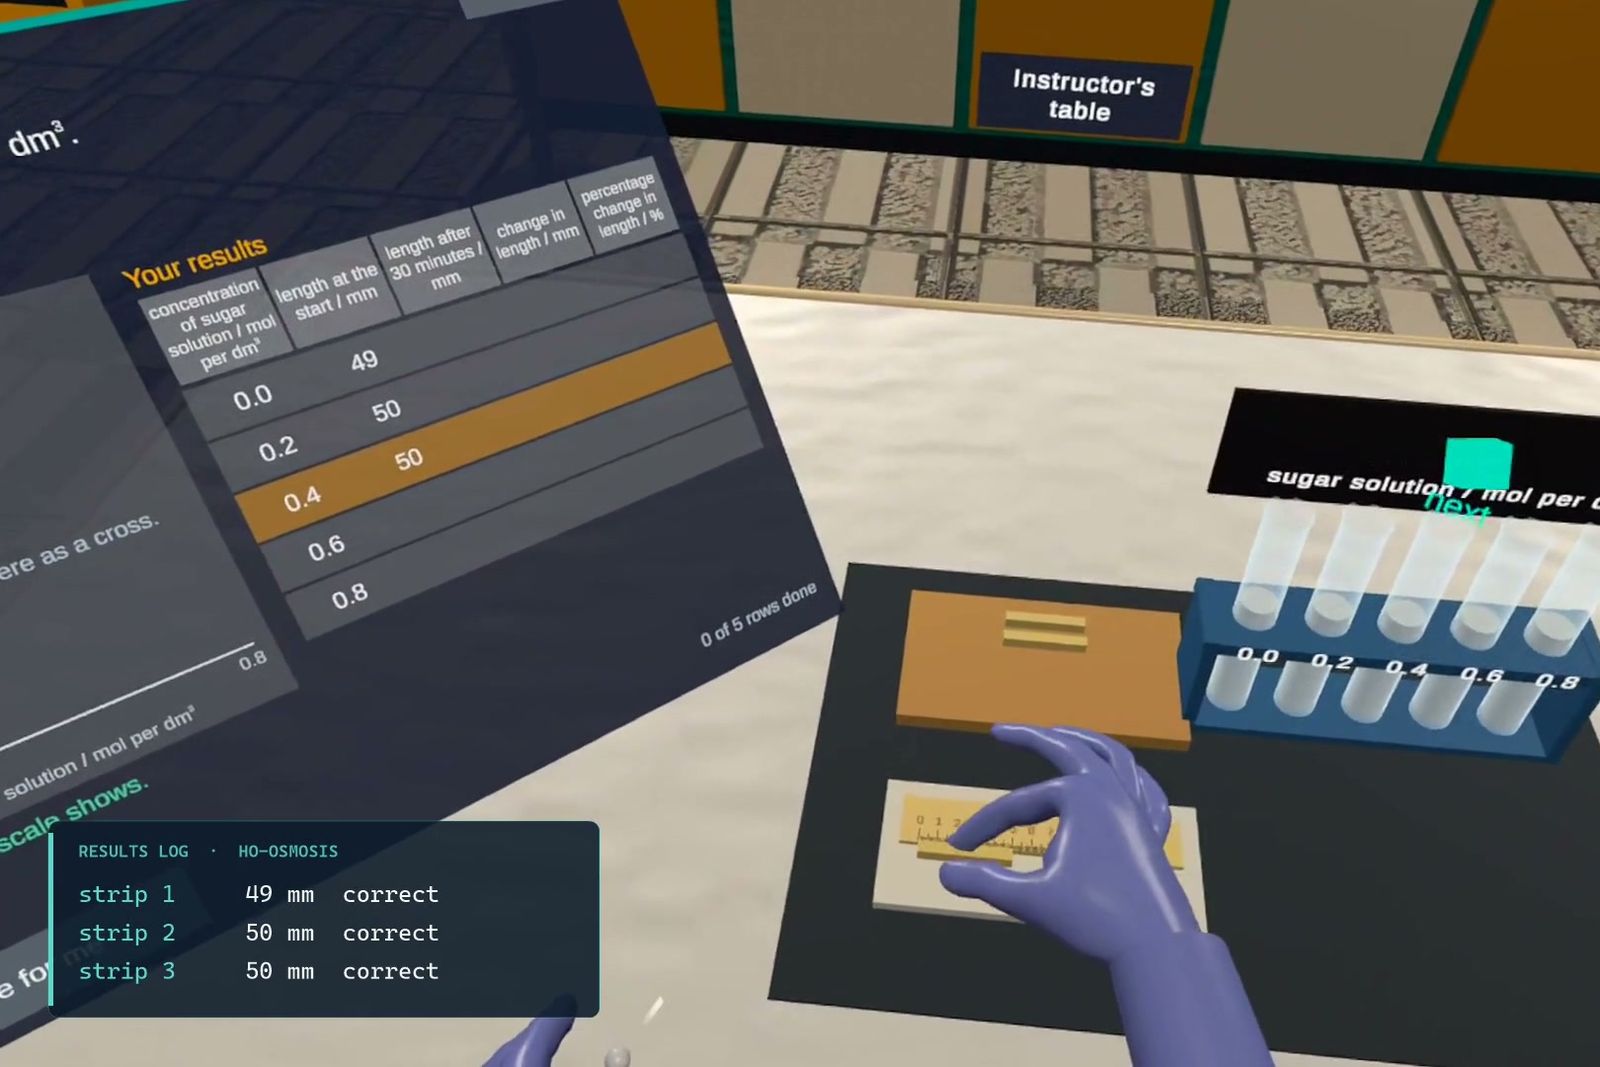 Instructor's
table
dm³.
Your results
concentration
of sugar
solution / mol
per dm³
length at the
start / mm
length after
30 minutes /
mm
change in
length / mm
percentage
change in
length / %
0.0 49
0.2 50
0.4 50
0.6
0.8
0 of 5 rows done
ere as a cross.
0.8
solution / mol per dm³
scale shows.
e for
sugar solution / mol per
next
0.0 0.2 0.4 0.6 0.8
0 1 2
RESULTS LOG · HO-OSMOSIS
strip 1 49 mm correct
strip 2 50 mm correct
strip 3 50 mm correct